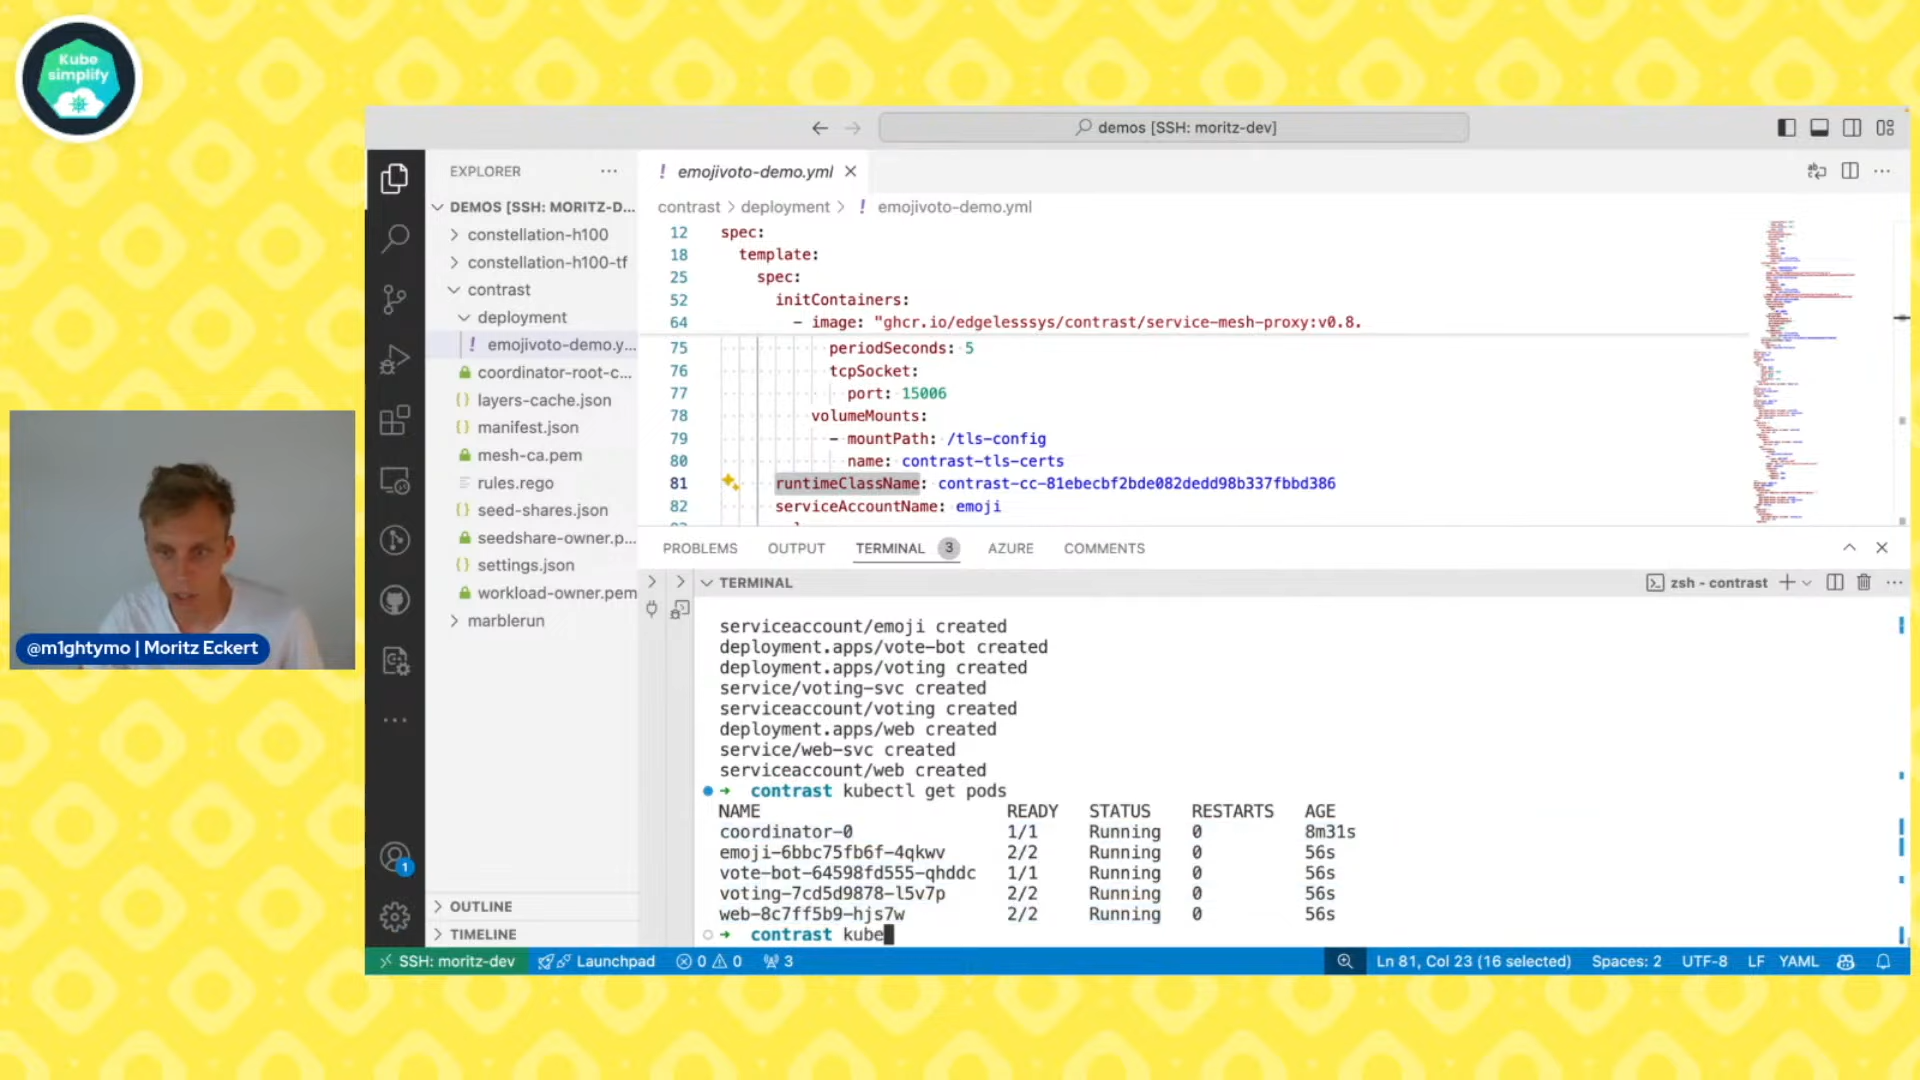 Kube
simplify
demos [SSH: moritz-dev]
EXPLORER
DEMOS [SSH: MORITZ-D...
constellation-h100
constellation-h100-tf
contrast
deployment
! emojivoto-demo.y...
coordinator-root-c...
{} layers-cache.json
{} manifest.json
mesh-ca.pem
rules.rego
{} seed-shares.json
seedshare-owner.p...
{} settings.json
workload-owner.pem
marblerun
OUTLINE
TIMELINE
! emojivoto-demo.yml
contrast > deployment > ! emojivoto-demo.yml
12 spec:
18 template:
25 spec:
52 initContainers:
64 - image: "ghcr.io/edgelesssys/contrast/service-mesh-proxy:v0.8.
75 periodSeconds: 5
76 tcpSocket:
77 port: 15006
78 volumeMounts:
79 - mountPath: /tls-config
80 name: contrast-tls-certs
81 runtimeClassName: contrast-cc-81ebecbf2bde082dedd98b337fbbd386
82 serviceAccountName: emoji
PROBLEMS OUTPUT TERMINAL 3 AZURE COMMENTS
TERMINAL
zsh - contrast
serviceaccount/emoji created
deployment.apps/vote-bot created
deployment.apps/voting created
service/voting-svc created
serviceaccount/voting created
deployment.apps/web created
service/web-svc created
serviceaccount/web created
contrast kubectl get pods
NAME READY STATUS RESTARTS AGE
coordinator-0 1/1 Running 0 8m31s
emoji-6bbc75fb6f-4qkwv 2/2 Running 0 56s
vote-bot-64598fd555-qhddc 1/1 Running 0 56s
voting-7cd5d9878-l5v7p 2/2 Running 0 56s
web-8c7ff5b9-hjs7w 2/2 Running 0 56s
contrast kube
1
SSH: moritz-dev Launchpad 0 0 3
Ln 81, Col 23 (16 selected) Spaces: 2 UTF-8 LF YAML
@m1ghtymo | Moritz Eckert